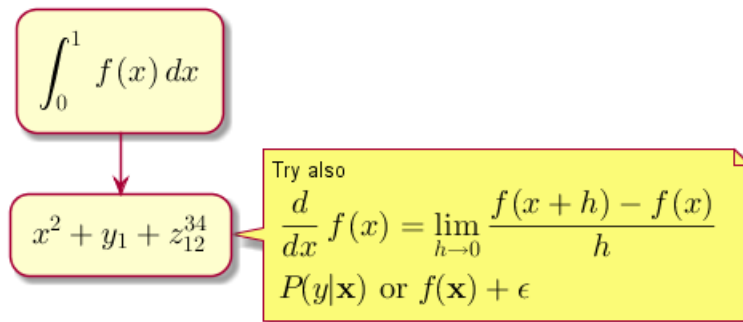 ∫₀¹ f(x) dx
x² + y₁ + z₁₂³⁴
Try also
d/dx f(x) = lim_{h→0} (f(x + h) − f(x))/h
P(y|𝐱) or f(𝐱) + ϵ